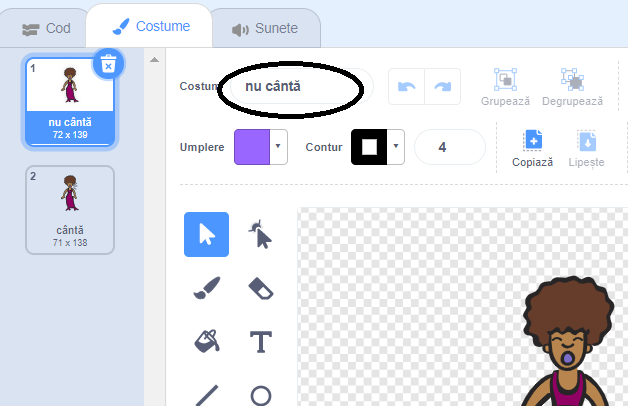 Cod Costume Sunete
1
nu cântă
72 x 139
2
cântă
71 x 138
Costum nu cântă
Grupează Degrupează
Umplere Contur 4
Copiază Lipește
T